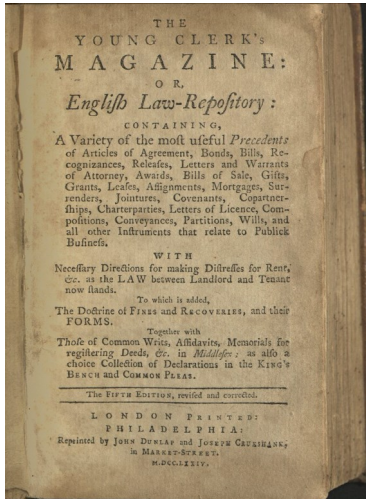 THE
YOUNG CLERK's
MAGAZINE:
OR,
Engliſh Law-Repoſitory:
CONTAINING,
A Variety of the moſt uſeful Precedents
of Articles of Agreement, Bonds, Bills, Re-
cognizances, Releaſes, Letters and Warrants
of Attorney, Awards, Bills of Sale, Gifts,
Grants, Leaſes, Aſſignments, Mortgages, Sur-
renders, Jointures, Covenants, Copartner-
ſhips, Charterparties, Letters of Licence, Com-
poſitions, Conveyances, Partitions, Wills, and
all other Inſtruments that relate to Publick
Buſineſs.
WITH
Neceſſary Directions for making Diſtreſſes for Rent,
&c. as the LAW between Landlord and Tenant
now ſtands.
To which is added,
The Doctrine of FINES and RECOVERIES, and their
FORMS.
Together with
Thoſe of Common Writs, Affidavits, Memorials for
regiſtering Deeds, &c. in Middleſex: as alſo a
choice Collection of Declarations in the KING's
BENCH and COMMON PLEAS.
The FIFTH EDITION, reviſed and corrected.
LONDON PRINTED:
PHILADELPHIA:
Reprinted by JOHN DUNLAP and JOSEPH CRUKSHANK,
in MARKET-STREET.
M.DCC.LXXIV.